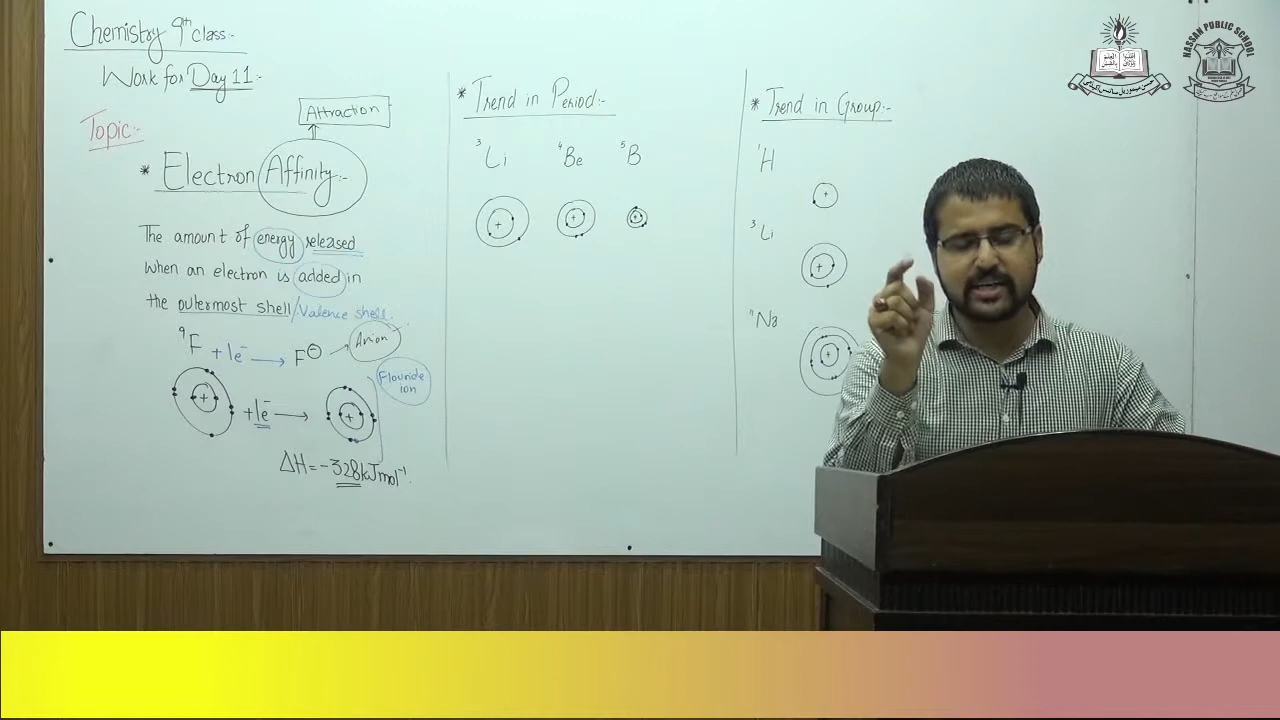 Chemistry 9th class:-
Work for Day 11:-
Topic:-
Attraction
* Electron Affinity:-
The amount of energy released
when an electron is added in
the outermost shell/Valence shell.
⁹F + 1e⁻ → F⊖ → Anion
Flouride
ion
+ +1e⁻ → +
ΔH = -328kJmol⁻¹.
* Trend in Period:-
³Li ⁴Be ⁵B
+ + +
* Trend in Group:-
¹H
+
³Li
+
¹¹Na
+
HASSAN PUBLIC SCHOOL